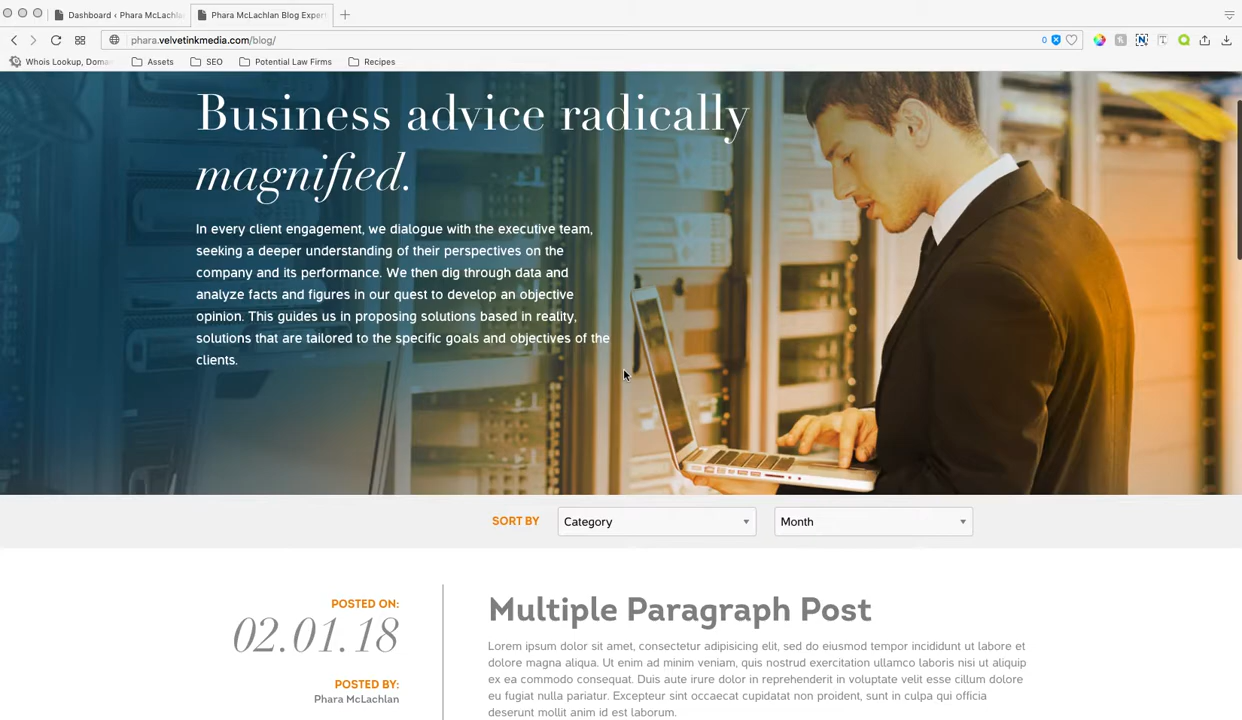 Dashboard ‹ Phara McLachla
Phara McLachlan Blog Exper
phara.velvetinkmedia.com/blog/
0
Whois Lookup, Doma
Assets
SEO
Potential Law Firms
Recipes
Business advice radically
magnified.
In every client engagement, we dialogue with the executive team,
seeking a deeper understanding of their perspectives on the
company and its performance. We then dig through data and
analyze facts and figures in our quest to develop an objective
opinion. This guides us in proposing solutions based in reality,
solutions that are tailored to the specific goals and objectives of the
clients.
SORT BY
Category
Month
POSTED ON:
02.01.18
POSTED BY:
Phara McLachlan
Multiple Paragraph Post
Lorem ipsum dolor sit amet, consectetur adipisicing elit, sed do eiusmod tempor incididunt ut labore et
dolore magna aliqua. Ut enim ad minim veniam, quis nostrud exercitation ullamco laboris nisi ut aliquip
ex ea commodo consequat. Duis aute irure dolor in reprehenderit in voluptate velit esse cillum dolore
eu fugiat nulla pariatur. Excepteur sint occaecat cupidatat non proident, sunt in culpa qui officia
deserunt mollit anim id est laborum.